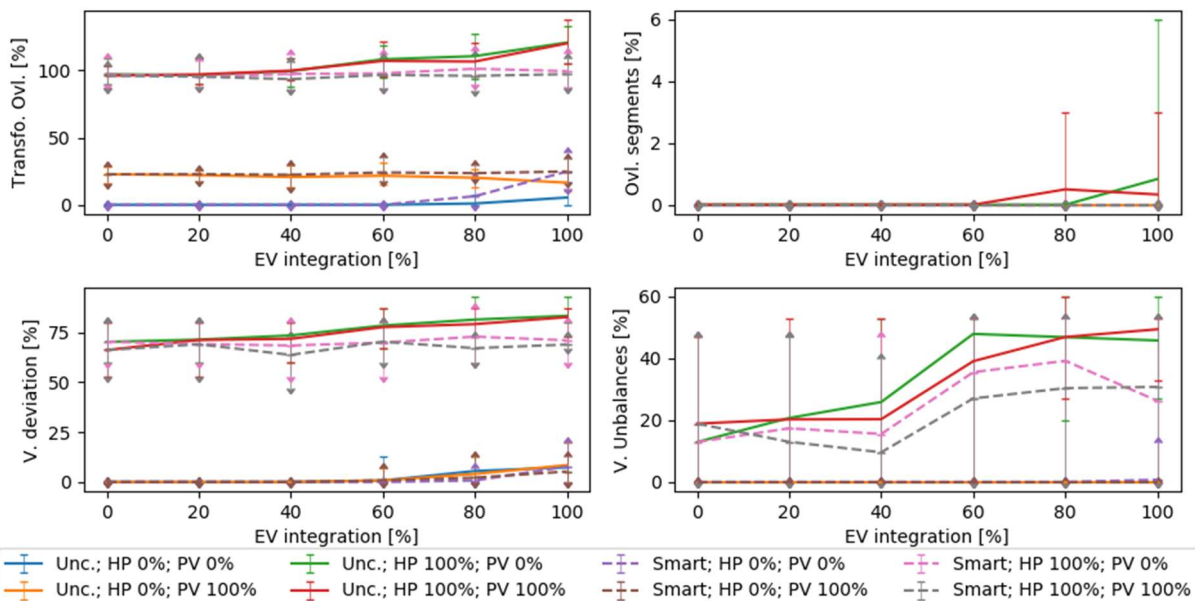 Transfo. Ovl. [%]
100
50
0
0 20 40 60 80 100
EV integration [%]
Ovl. segments [%]
6
4
2
0
0 20 40 60 80 100
EV integration [%]
V. deviation [%]
75
50
25
0
0 20 40 60 80 100
EV integration [%]
V. Unbalances [%]
60
40
20
0
0 20 40 60 80 100
EV integration [%]
Unc.; HP 0%; PV 0%
Unc.; HP 100%; PV 0%
Smart; HP 0%; PV 0%
Smart; HP 100%; PV 0%
Unc.; HP 0%; PV 100%
Unc.; HP 100%; PV 100%
Smart; HP 0%; PV 100%
Smart; HP 100%; PV 100%